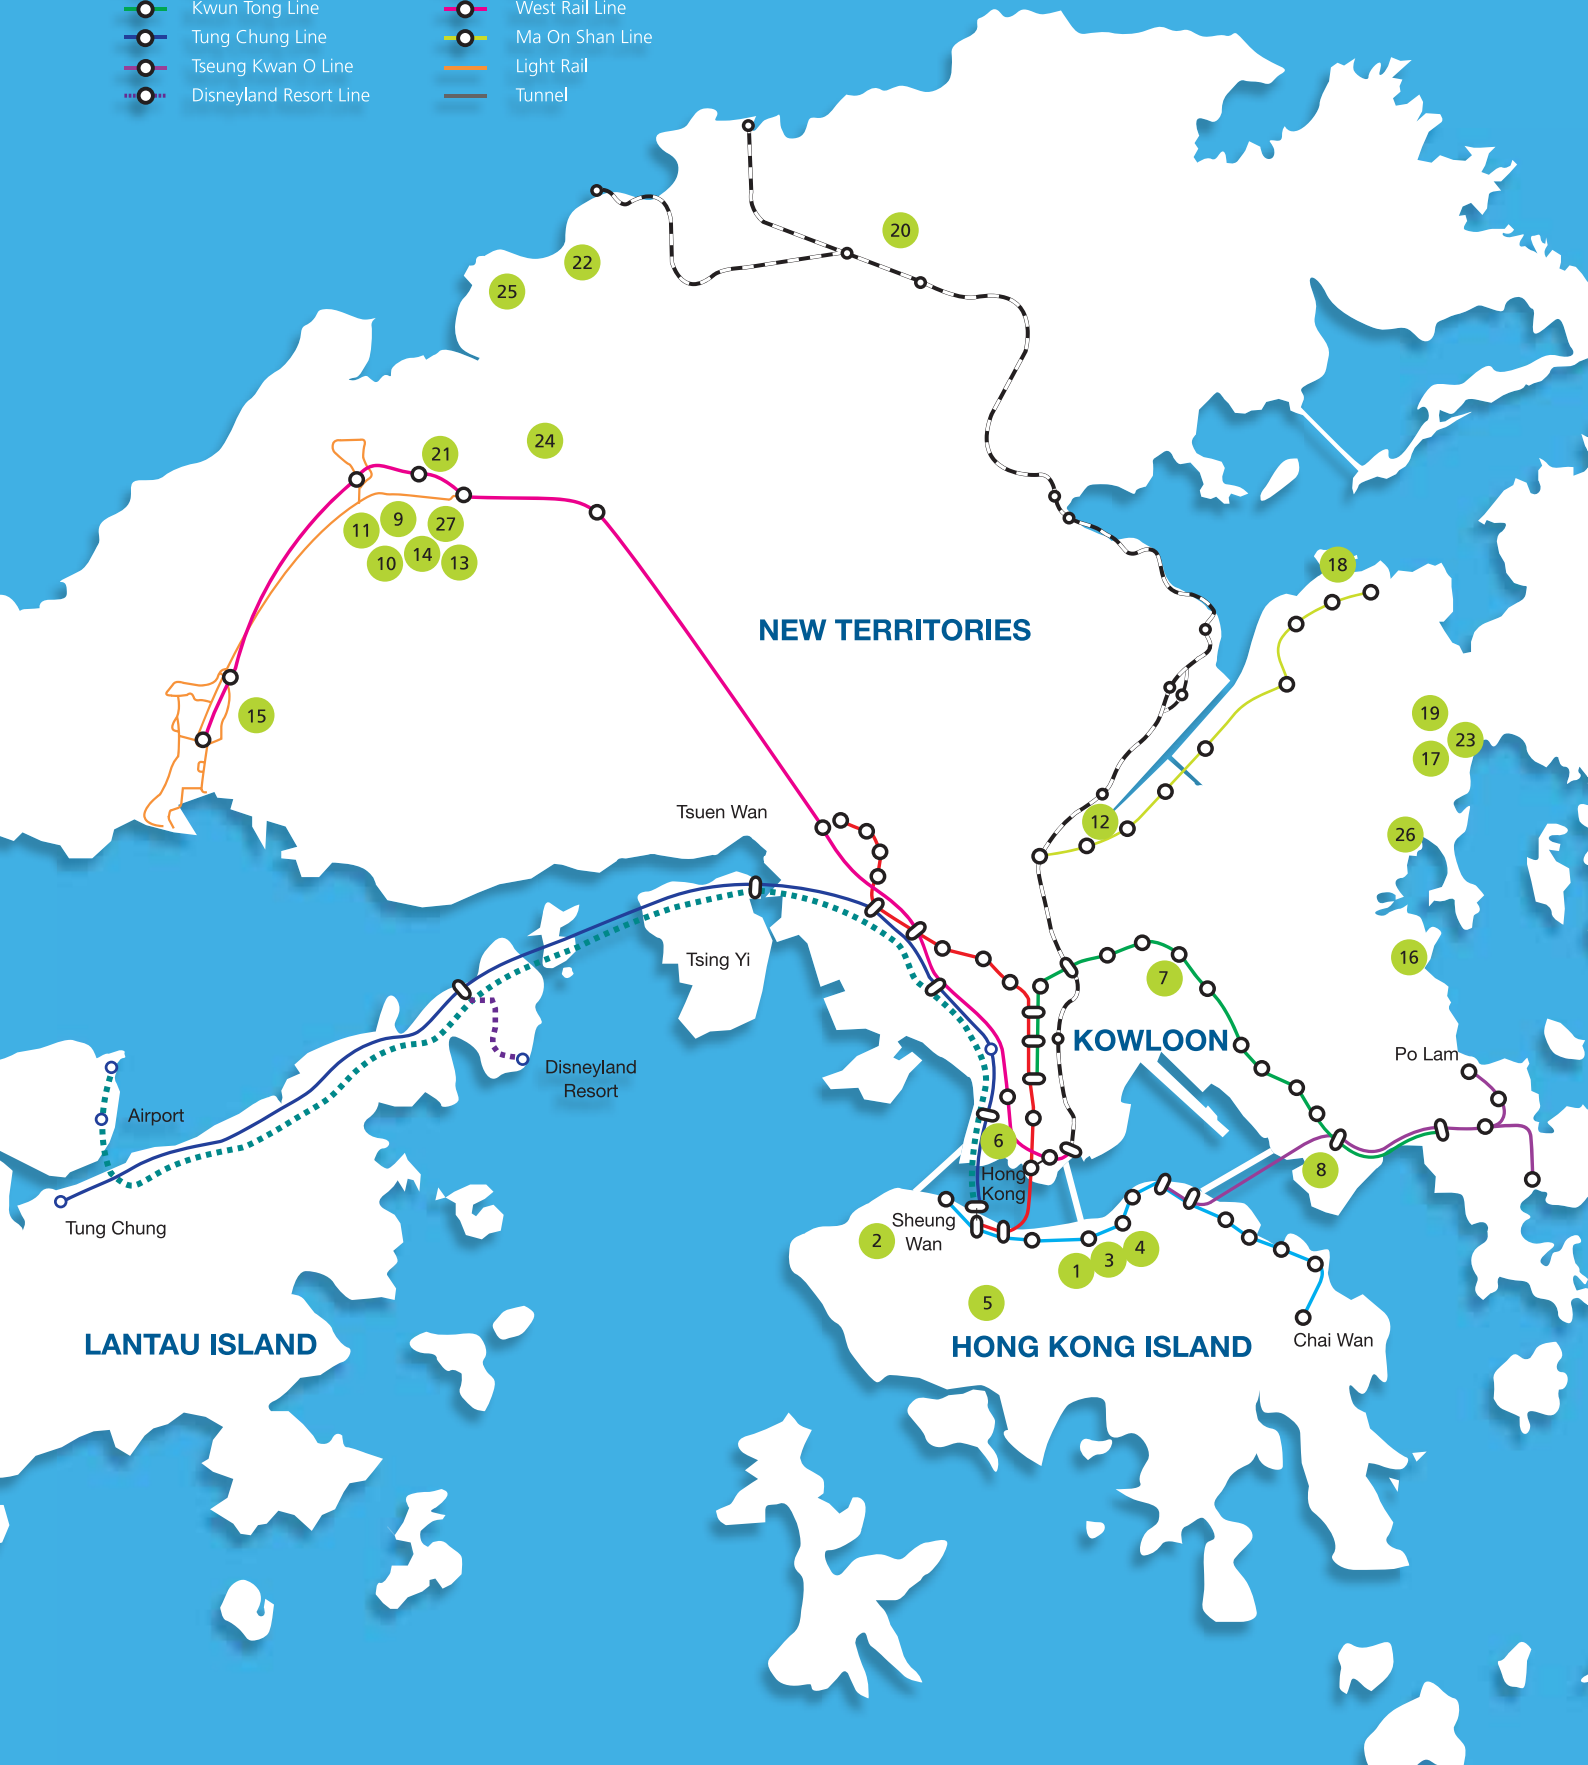 Kwun Tong Line
West Rail Line
Tung Chung Line
Ma On Shan Line
Tseung Kwan O Line
Light Rail
Disneyland Resort Line
Tunnel
20
22
25
24
21
9
27
11
14
10
13
18
NEW TERRITORIES
15
19
23
17
Tsuen Wan
12
26
Tsing Yi
16
7
KOWLOON
Po Lam
Disneyland
Resort
Airport
6
8
Hong
Kong
Tung Chung
Sheung
Wan
2
4
3
1
5
LANTAU ISLAND
HONG KONG ISLAND
Chai Wan